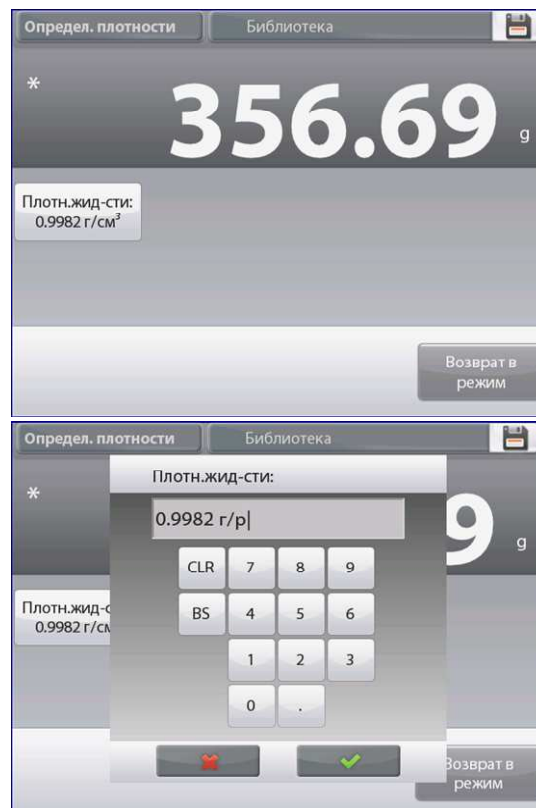 Определ. плотности Библиотека
*
356.69 g
Плотн.жид-сти:
0.9982 г/см³
Возврат в
режим
Определ. плотности Библиотека
Плотн.жид-сти:
*
0.9982 г/р
9 g
CLR 7 8 9
Плотн.жид-с
0.9982 г/см
BS 4 5 6
1 2 3
0 .
Возврат в
режим